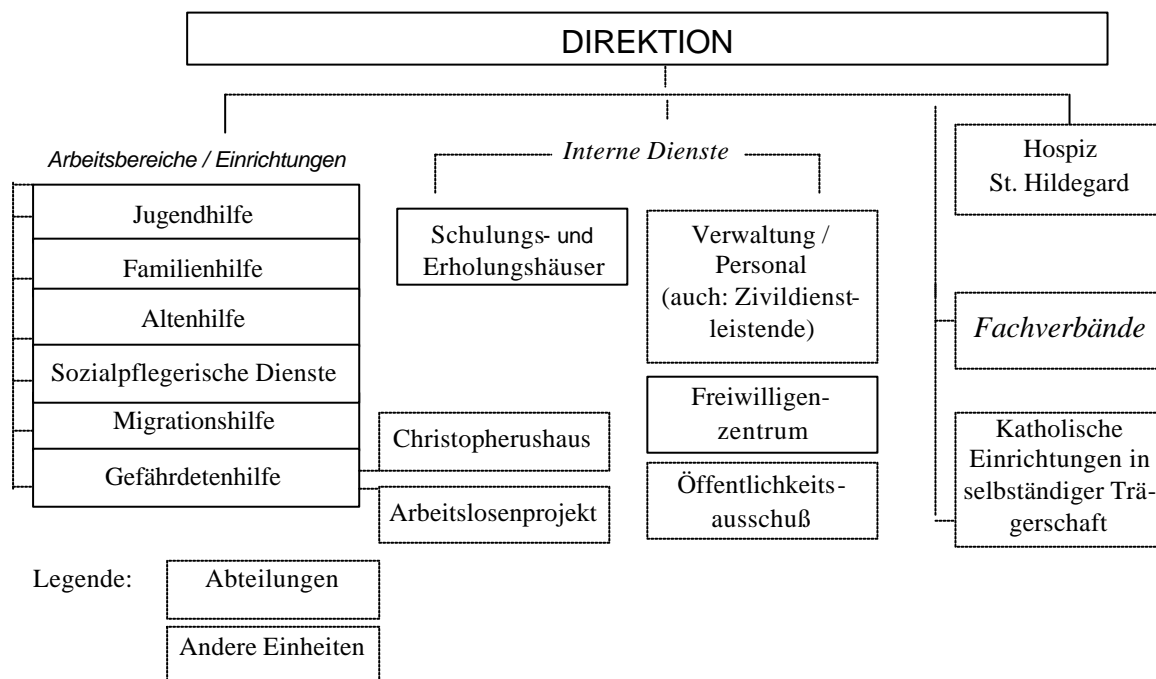 DIREKTION
Arbeitsbereiche / Einrichtungen
Jugendhilfe
Familienhilfe
Altenhilfe
Sozialpflegerische Dienste
Migrationshilfe
Gefährdetenhilfe
Christopherushaus
Arbeitslosenprojekt
Interne Dienste
Schulungs- und
Erholungshäuser
Verwaltung /
Personal
(auch: Zivildienst-
leistende)
Freiwilligen-
zentrum
Öffentlichkeits-
ausschuß
Hospiz
St. Hildegard
Fachverbände
Katholische
Einrichtungen in
selbständiger Trä-
gerschaft
Legende:
Abteilungen
Andere Einheiten